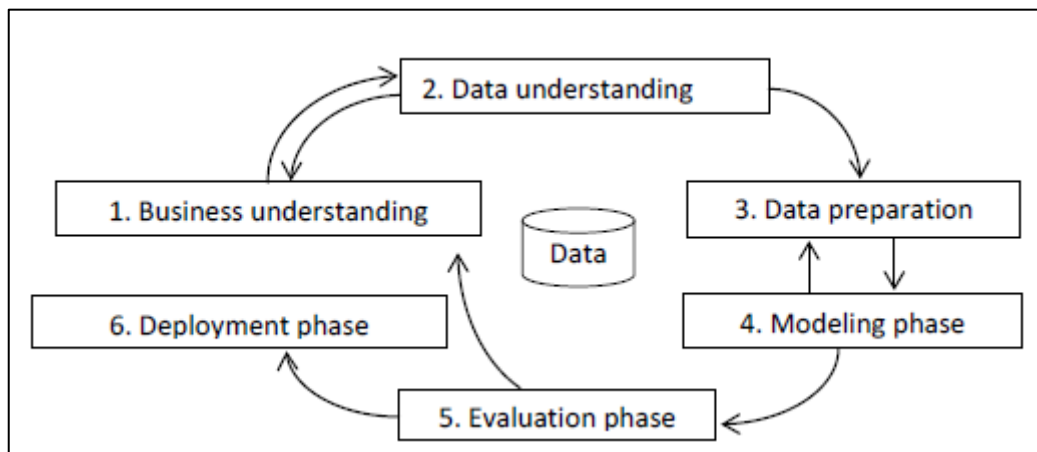 2. Data understanding
1. Business understanding
3. Data preparation
Data
6. Deployment phase
4. Modeling phase
5. Evaluation phase